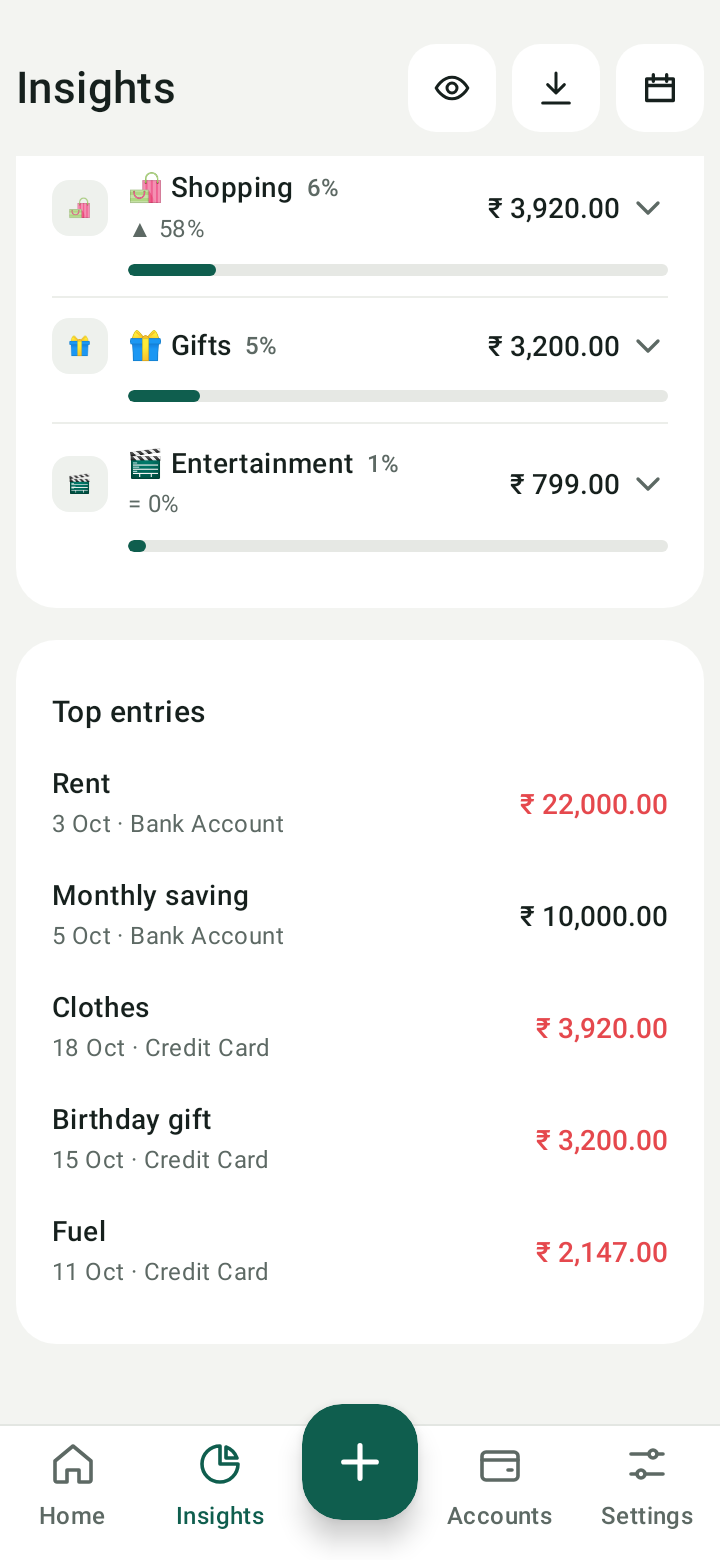 Insights
🛍️ Shopping 6%
₹ 3,920.00
▲ 58%
🎁 Gifts 5%
₹ 3,200.00
🎬 Entertainment 1%
₹ 799.00
= 0%
Top entries
Rent
₹ 22,000.00
3 Oct · Bank Account
Monthly saving
₹ 10,000.00
5 Oct · Bank Account
Clothes
₹ 3,920.00
18 Oct · Credit Card
Birthday gift
₹ 3,200.00
15 Oct · Credit Card
Fuel
₹ 2,147.00
11 Oct · Credit Card
Home
Insights
Accounts
Settings